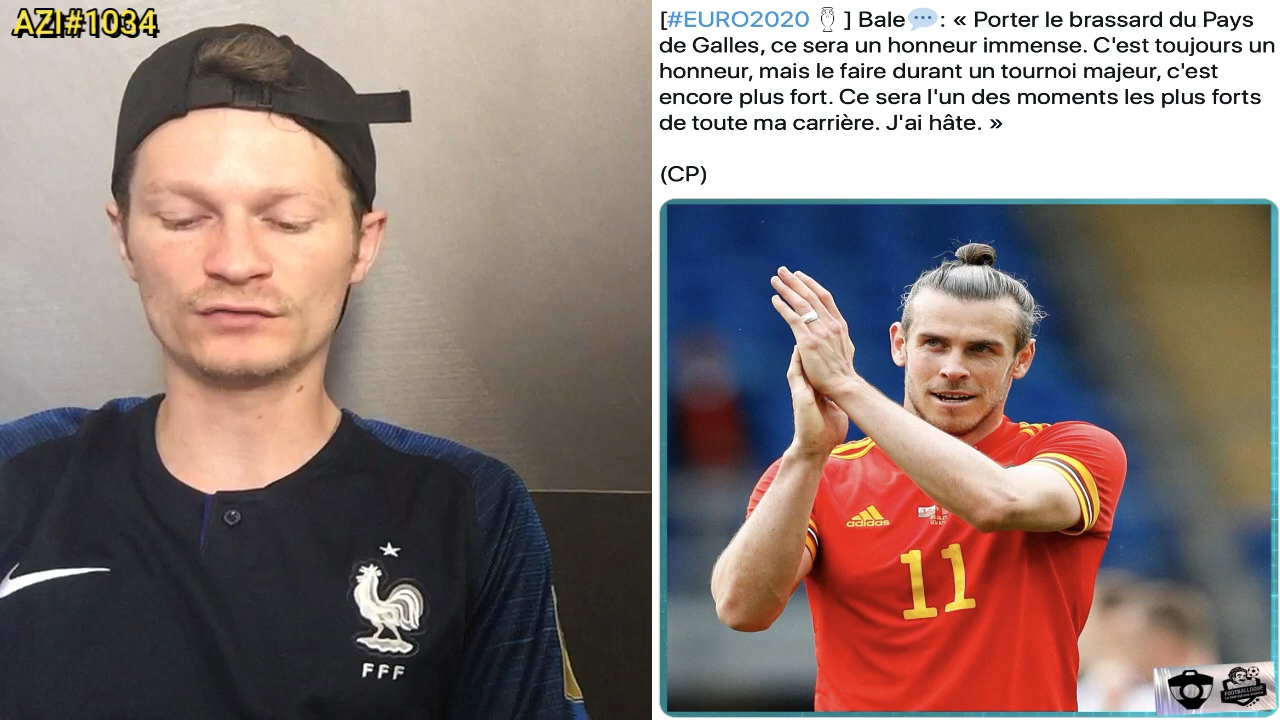 AZI#1034
[#EURO2020 ] Bale💬: « Porter le brassard du Pays
de Galles, ce sera un honneur immense. C'est toujours un
honneur, mais le faire durant un tournoi majeur, c'est
encore plus fort. Ce sera l'un des moments les plus forts
de toute ma carrière. J'ai hâte. »
(CP)
adidas
11
FFF
FOOTBALLOGUE